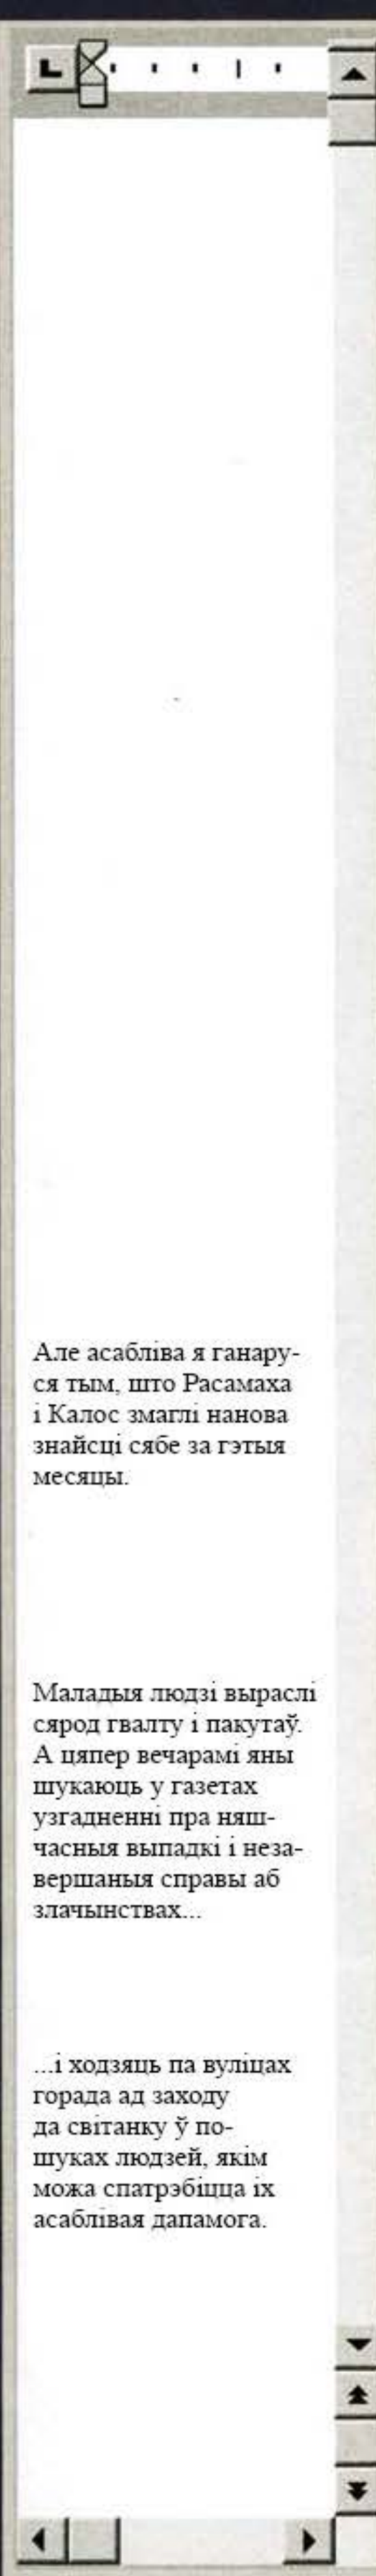 Але асабліва я ганару-
ся тым, што Расамаха
і Калос змаглі нанова
знайсці сябе за гэтыя
месяцы.
Маладыя людзі выраслі
сярод гвалту і пакутаў.
А цяпер вечарамі яны
шукаюць у газетах
узгадненні пра няш-
часныя выпадкі і неза-
вершаныя справы аб
злачынствах...
...і ходзяць па вуліцах
горада ад заходу
да світанку ў по-
шуках людзей, якім
можа спатрэбіцца іх
асаблівая дапамога.